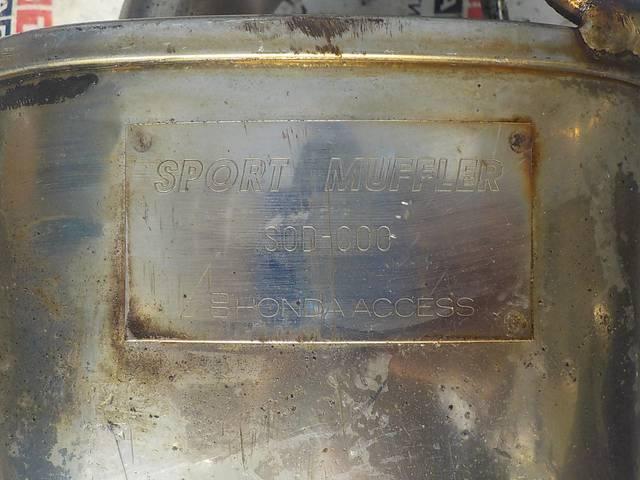 SPORT MUFFLER
S0D-000
HONDA ACCESS